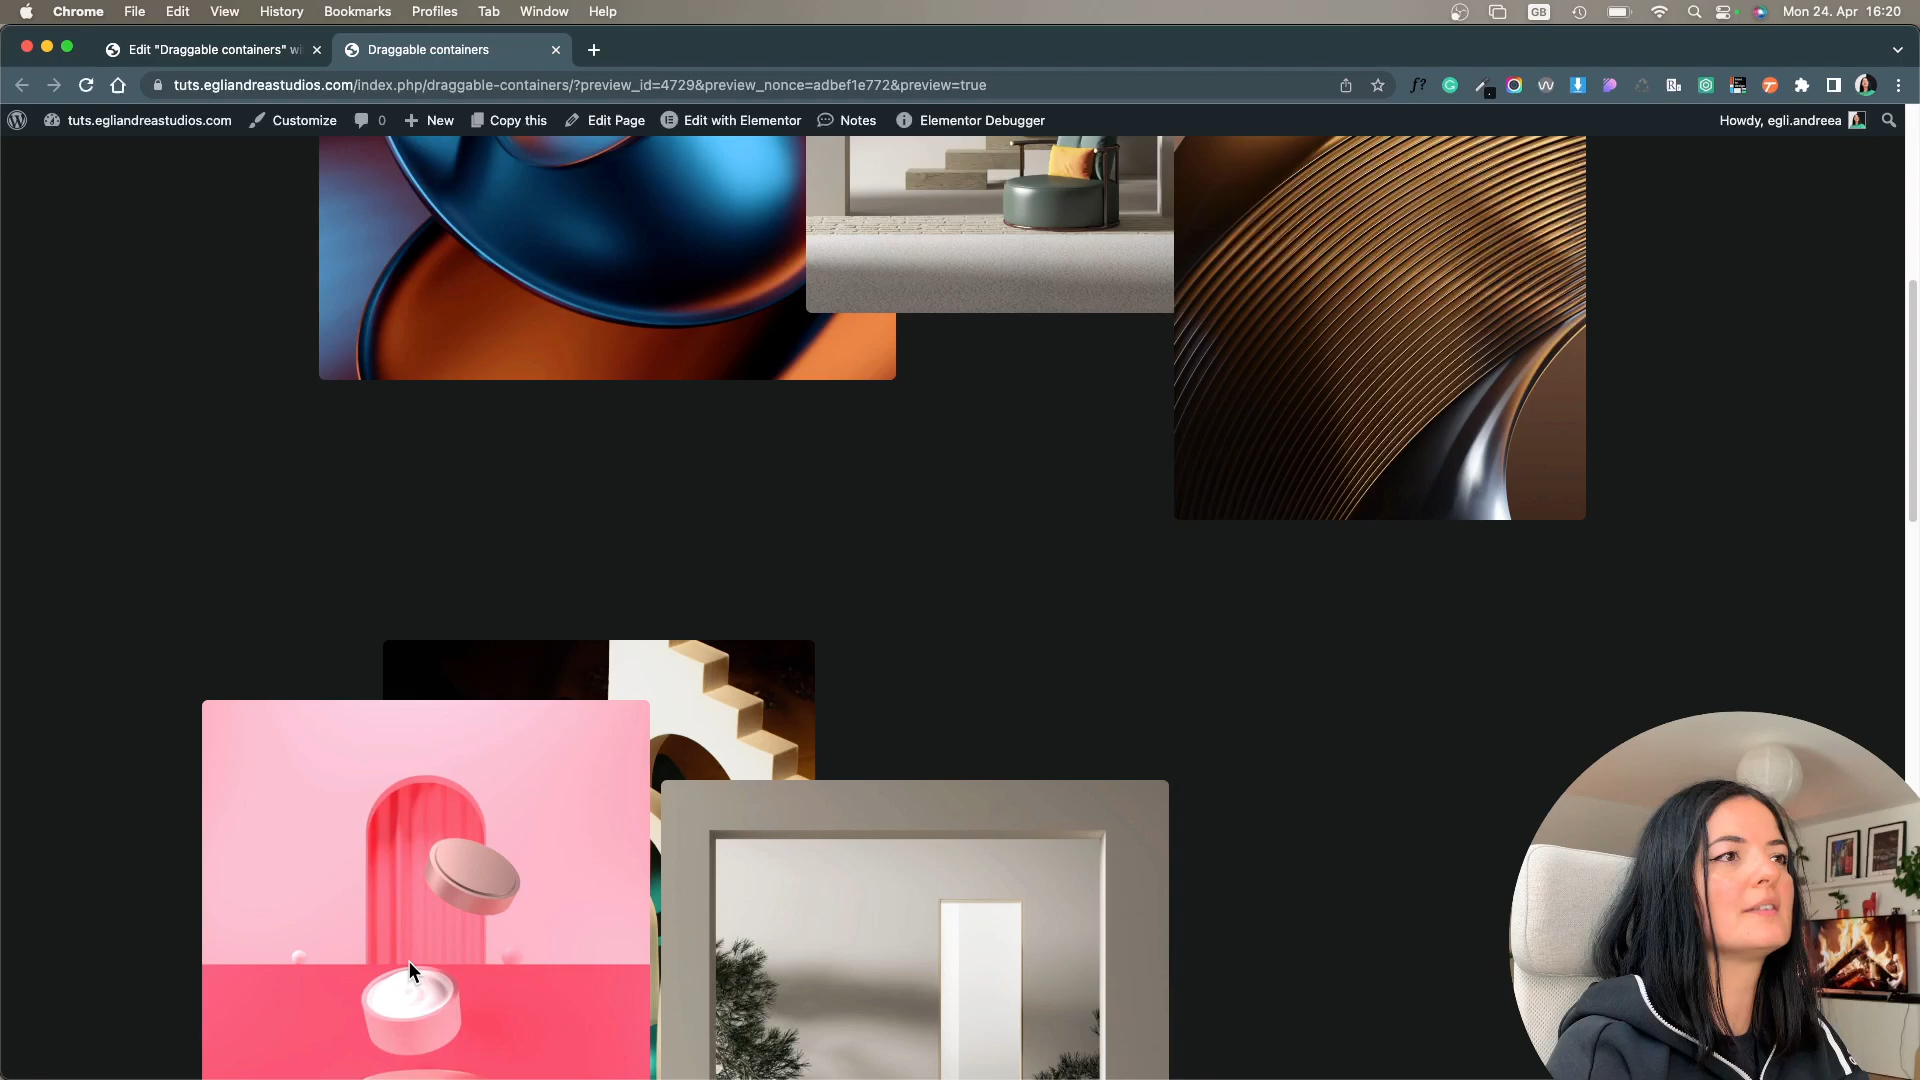 Chrome File Edit View History Bookmarks Profiles Tab Window Help GB Mon 24. Apr 16:20
Edit "Draggable containers" wi Draggable containers
tuts.egliandreastudios.com/index.php/draggable-containers/?preview_id=4729&preview_nonce=adbef1e772&preview=true
tuts.egliandreastudios.com Customize 0 New Copy this Edit Page Edit with Elementor Notes Elementor Debugger Howdy, egli.andreea